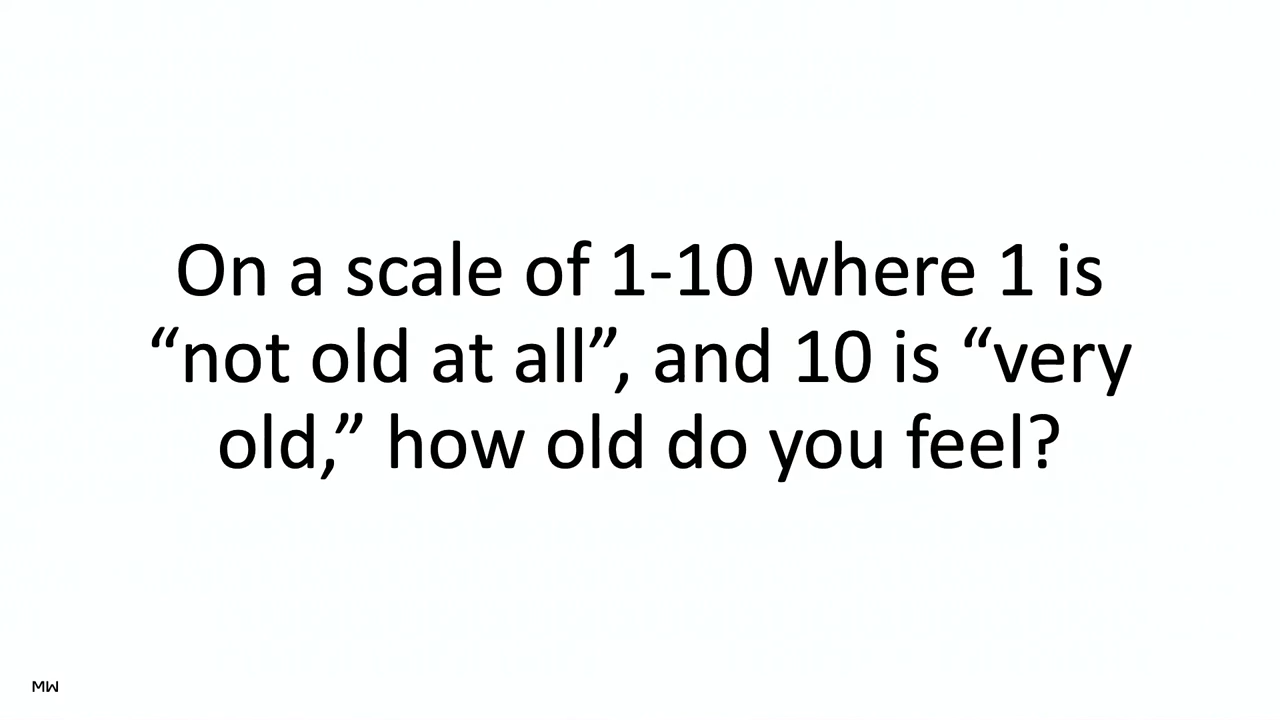 On a scale of 1-10 where 1 is
“not old at all”, and 10 is “very
old,” how old do you feel?
MW